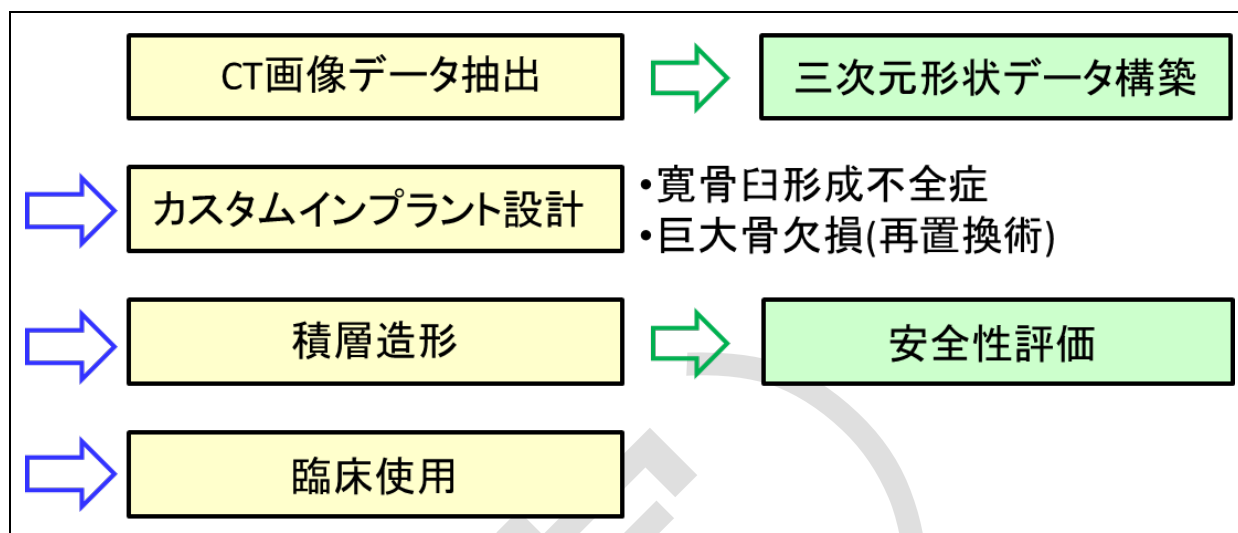 CT画像データ抽出
三次元形状データ構築
カスタムインプラント設計
•寛骨臼形成不全症
•巨大骨欠損(再置換術)
積層造形
安全性評価
臨床使用